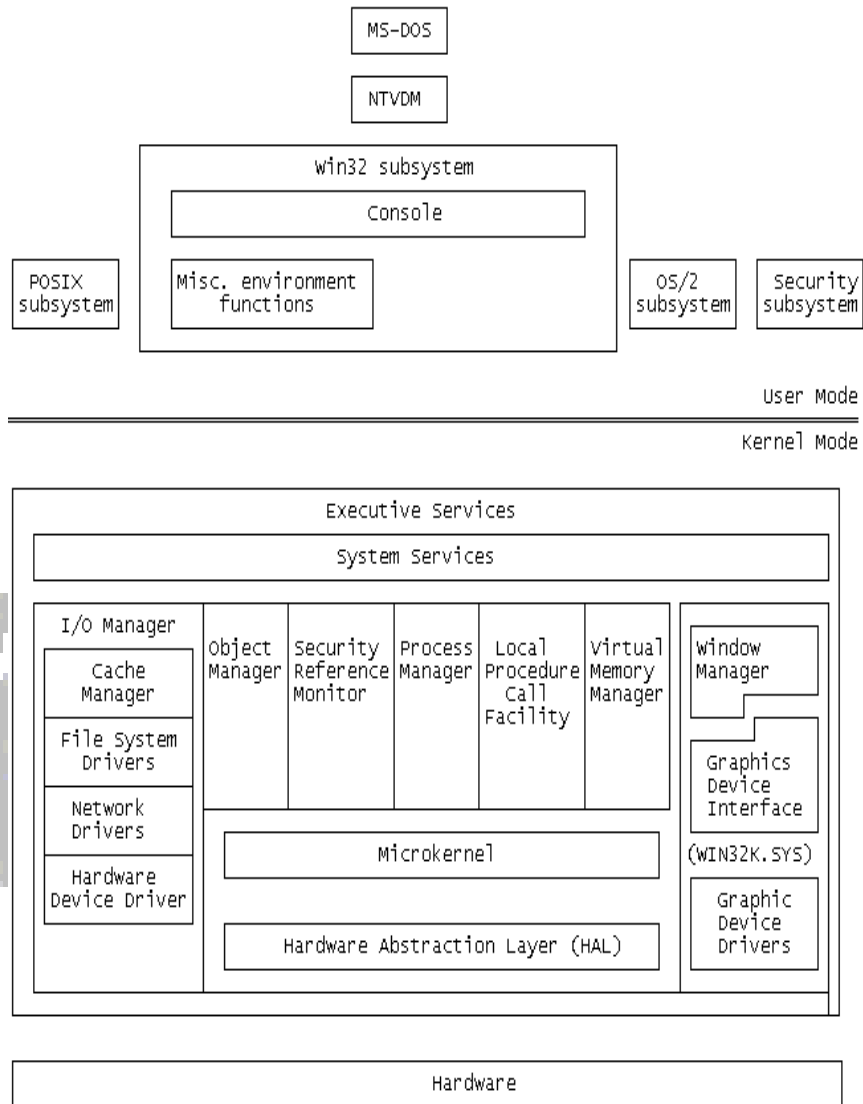 MS-DOS
NTVDM
Win32 subsystem
Console
Misc. environment
functions
POSIX
subsystem
OS/2
subsystem
Security
subsystem
User Mode
Kernel Mode
Executive Services
System Services
I/O Manager
Cache
Manager
File System
Drivers
Network
Drivers
Hardware
Device Driver
Object
Manager
Security
Reference
Monitor
Process
Manager
Local
Procedure
Call
Facility
Virtual
Memory
Manager
Window
Manager
Graphics
Device
Interface
(WIN32K.SYS)
Graphic
Device
Drivers
Microkernel
Hardware Abstraction Layer (HAL)
Hardware